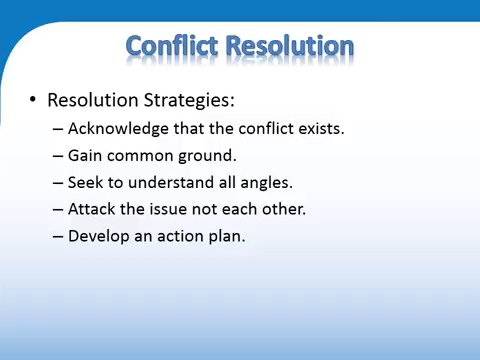 Conflict Resolution
• Resolution Strategies:
– Acknowledge that the conflict exists.
– Gain common ground.
– Seek to understand all angles.
– Attack the issue not each other.
– Develop an action plan.